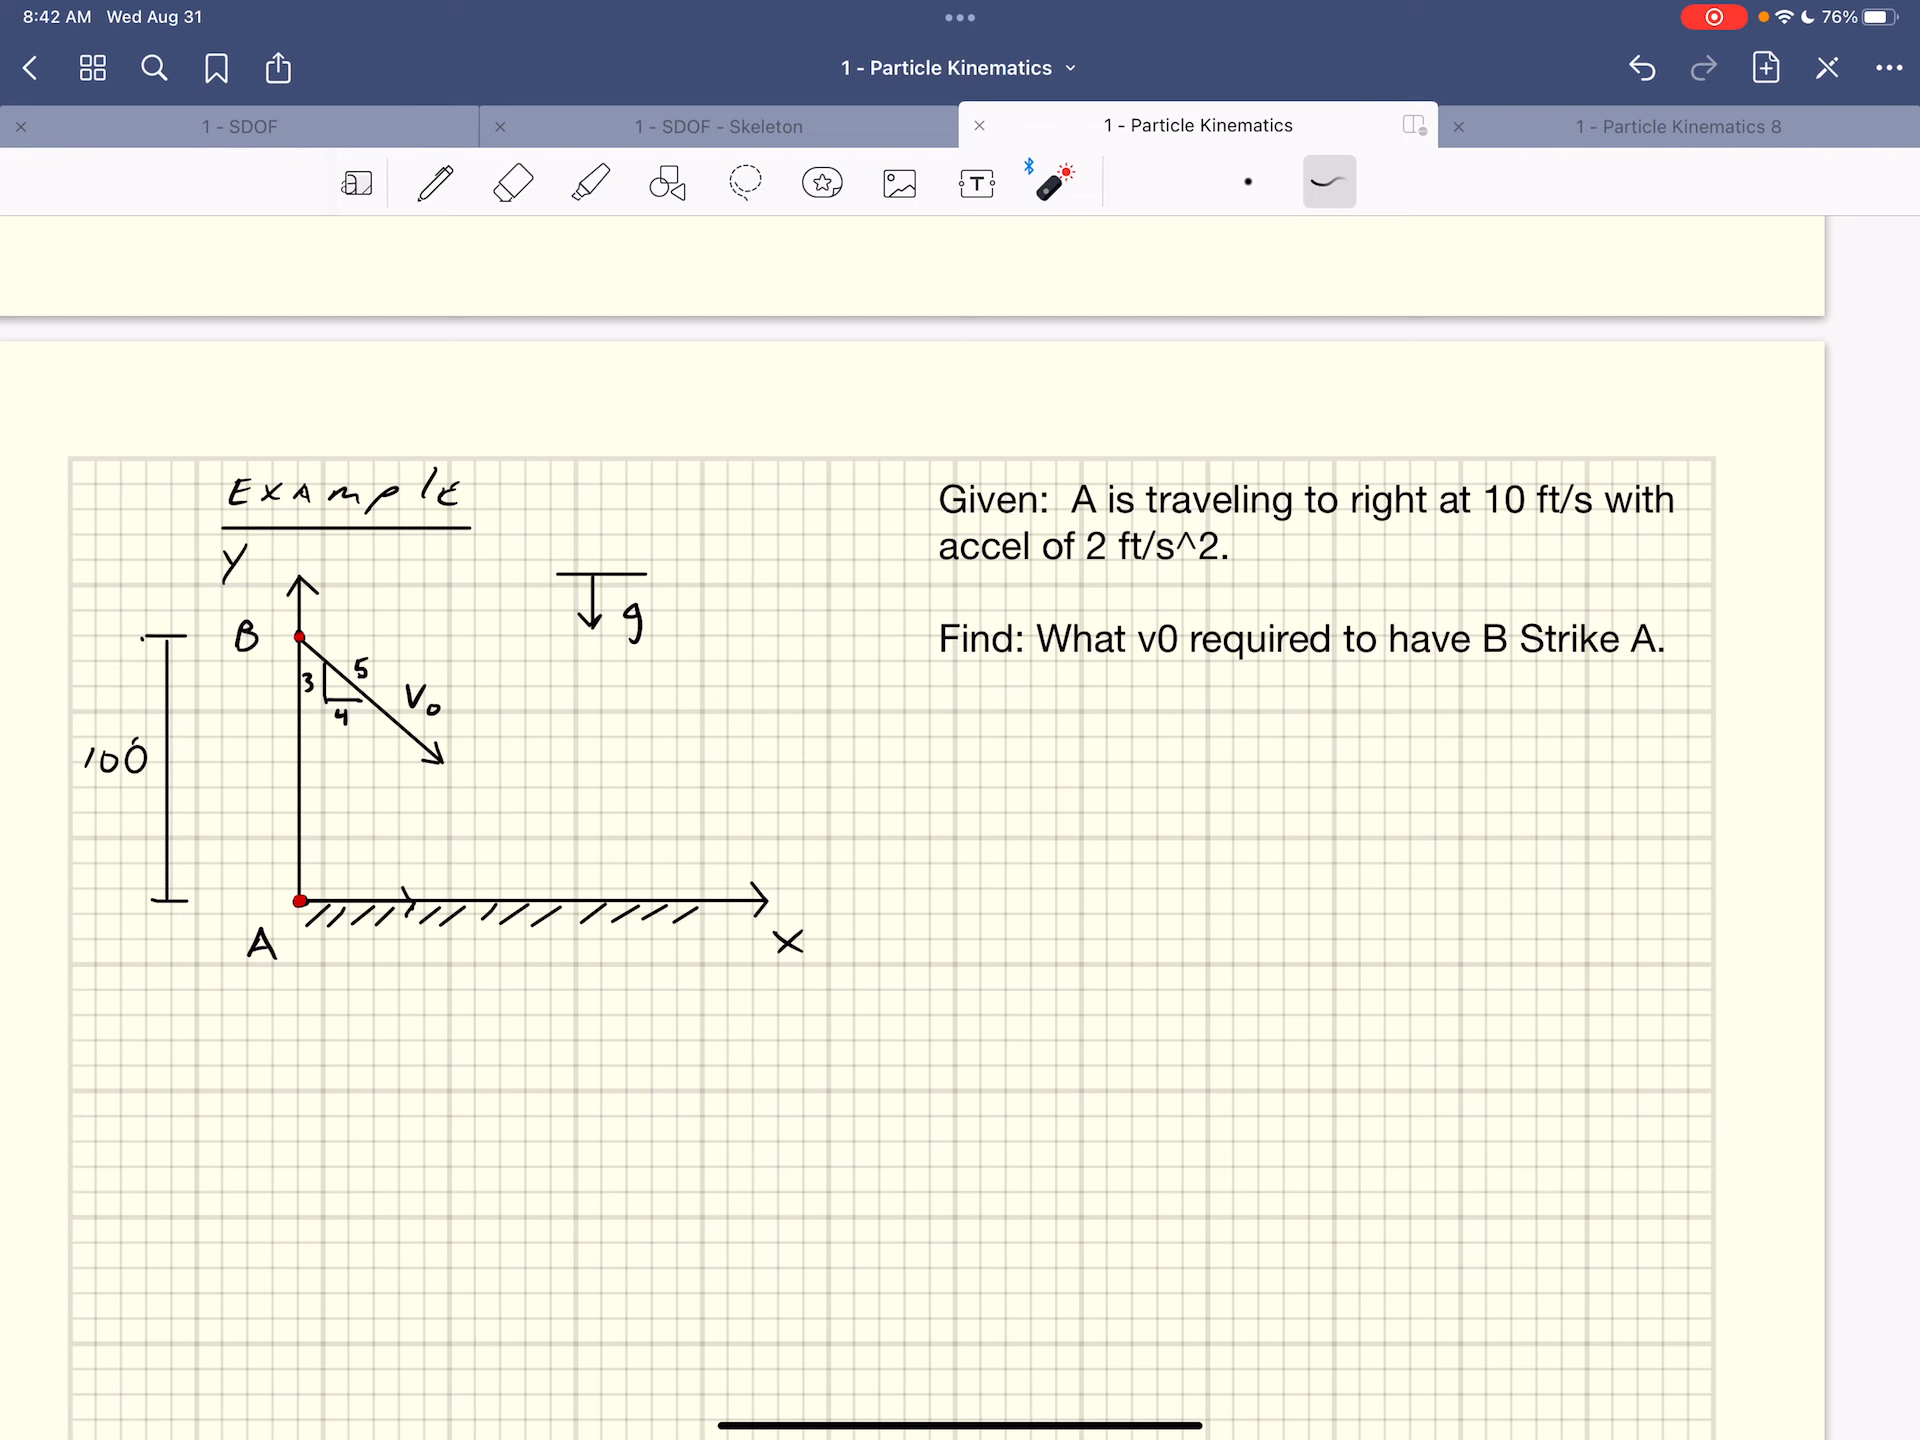 8:42 AM Wed Aug 31
76%
1 - Particle Kinematics
1 - SDOF
1 - SDOF - Skeleton
1 - Particle Kinematics
1 - Particle Kinematics 8
a
T
Example
Given: A is traveling to right at 10 ft/s with
accel of 2 ft/s^2.
Y
g
B
Find: What v0 required to have B Strike A.
3 5
4
V₀
100'
A
X